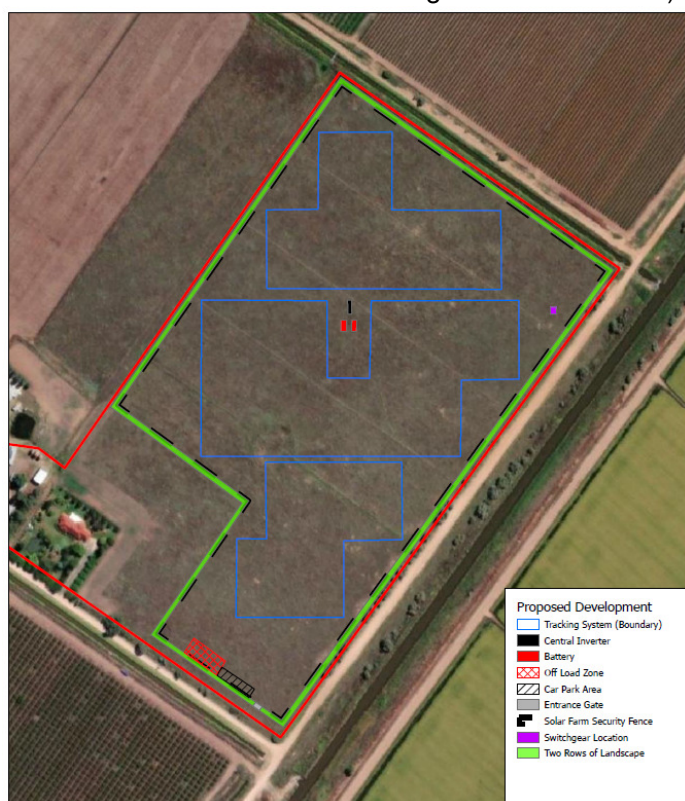 Proposed Development
Tracking System (Boundary)
Central Inverter
Battery
Off Load Zone
Car Park Area
Entrance Gate
Solar Farm Security Fence
Switchgear Location
Two Rows of Landscape